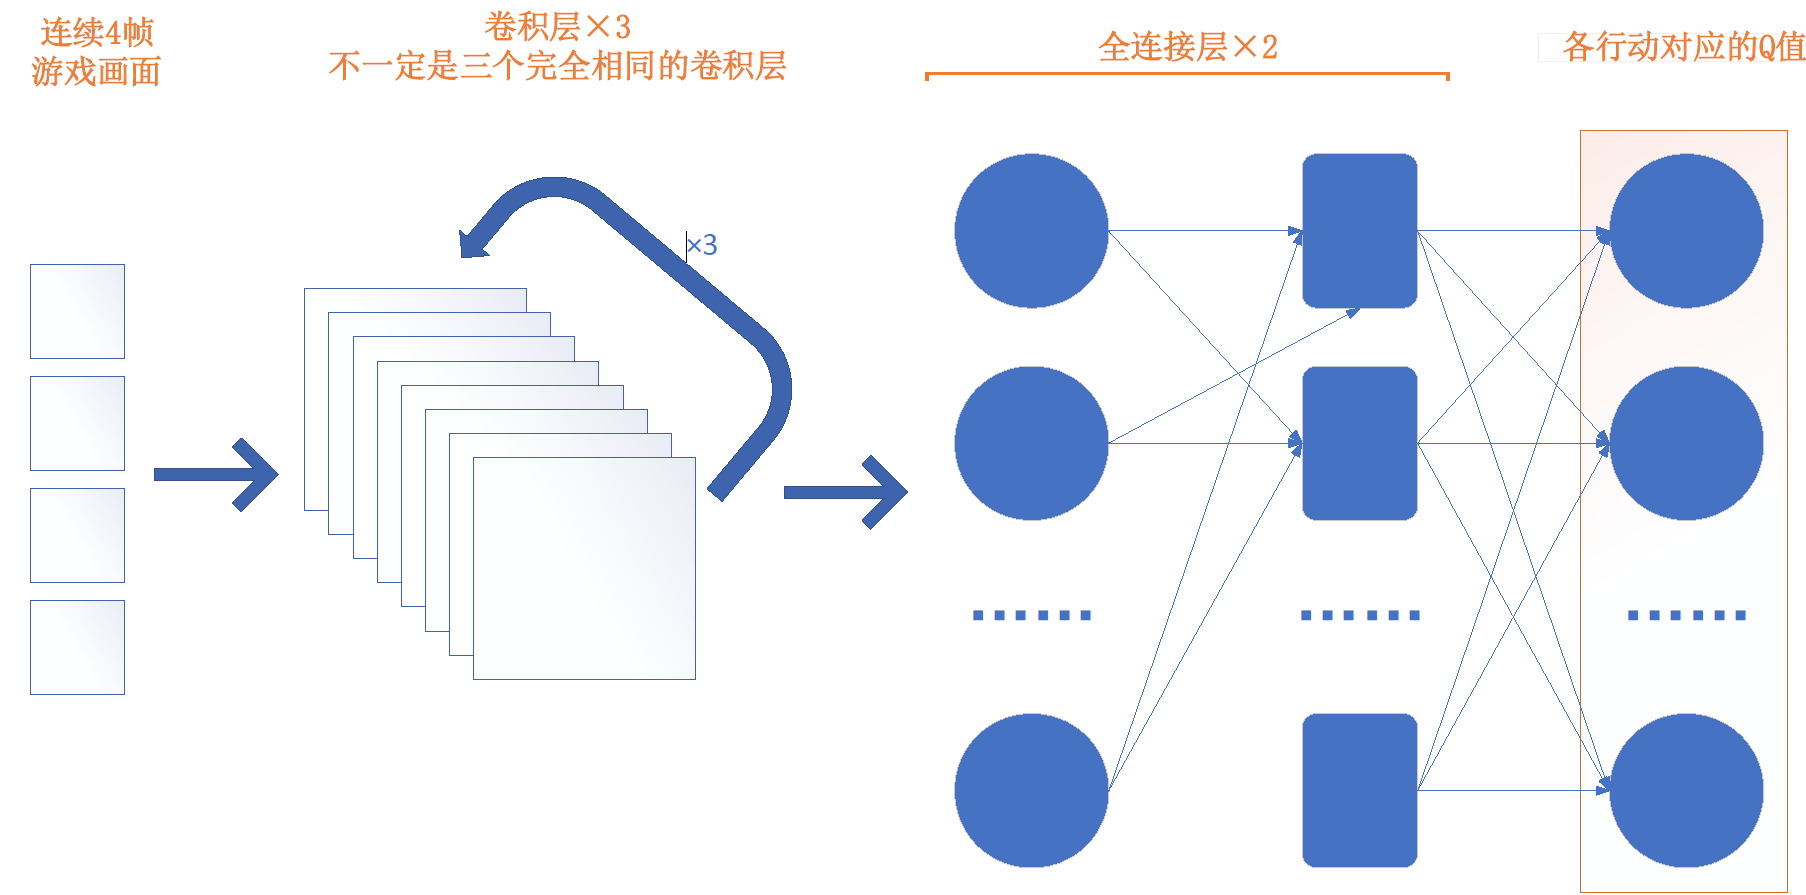 连续4帧
游戏画面
卷积层×3
不一定是三个完全相同的卷积层
全连接层×2
各行动对应的Q值
×3
……
……
……